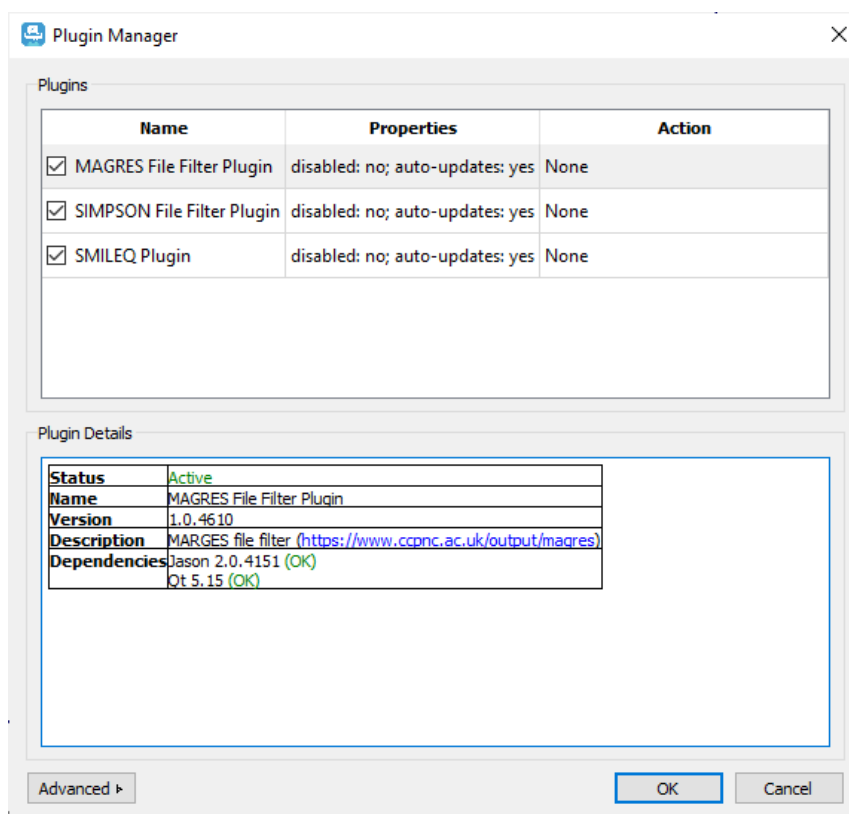 Plugin Manager
Plugins
Name Properties Action
MAGRES File Filter Plugin disabled: no; auto-updates: yes None
SIMPSON File Filter Plugin disabled: no; auto-updates: yes None
SMILEQ Plugin disabled: no; auto-updates: yes None
Plugin Details
Status Active
Name MAGRES File Filter Plugin
Version 1.0.4610
Description MARGES file filter (https://www.ccpnc.ac.uk/output/magres)
Dependencies Jason 2.0.4151 (OK)
Qt 5.15 (OK)
Advanced OK Cancel